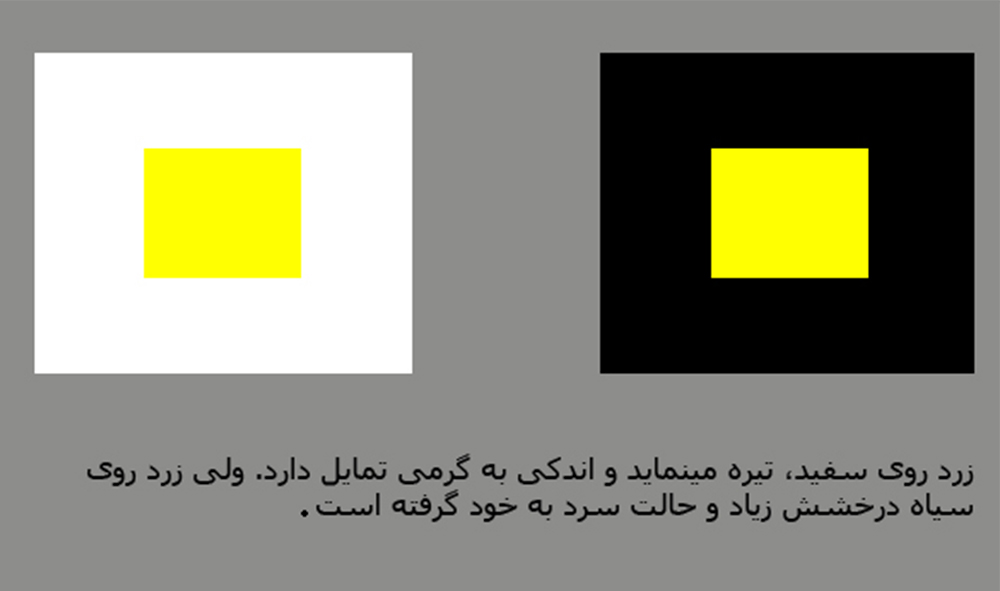 زرد روی سفید، تیره مینماید و اندکی به گرمی تمایل دارد. ولی زرد روی
سیاه درخشش زیاد و حالت سرد به خود گرفته است.